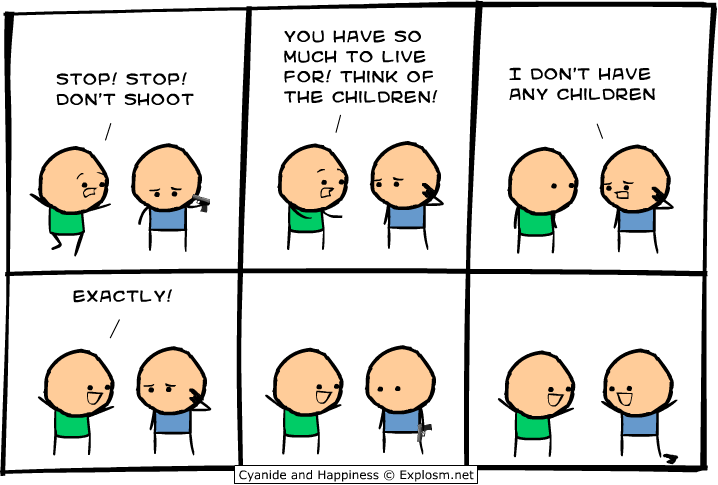 STOP! STOP!
DON'T SHOOT
YOU HAVE SO
MUCH TO LIVE
FOR! THINK OF
THE CHILDREN!
I DON'T HAVE
ANY CHILDREN
EXACTLY!
Cyanide and Happiness © Explosm.net